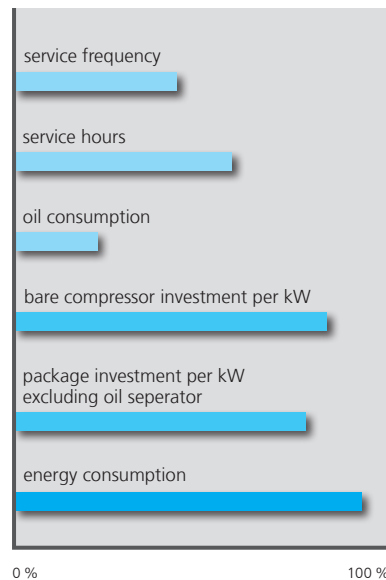 service frequency
service hours
oil consumption
bare compressor investment per kW
package investment per kW
excluding oil seperator
energy consumption
0 % 100 %